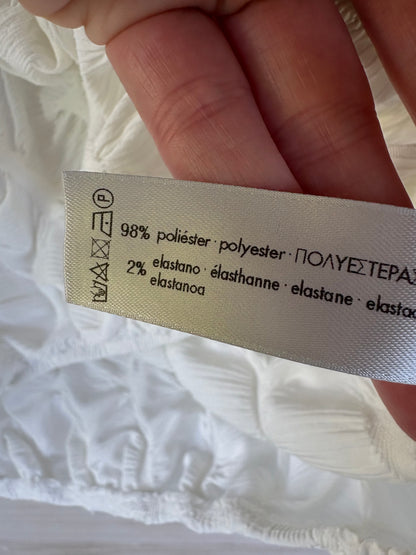 98% poliéster · polyester · ΠΟΛΥΕΣΤΕΡΑΣ
2% elastano · élasthanne · elastane ·
elastanoa
P